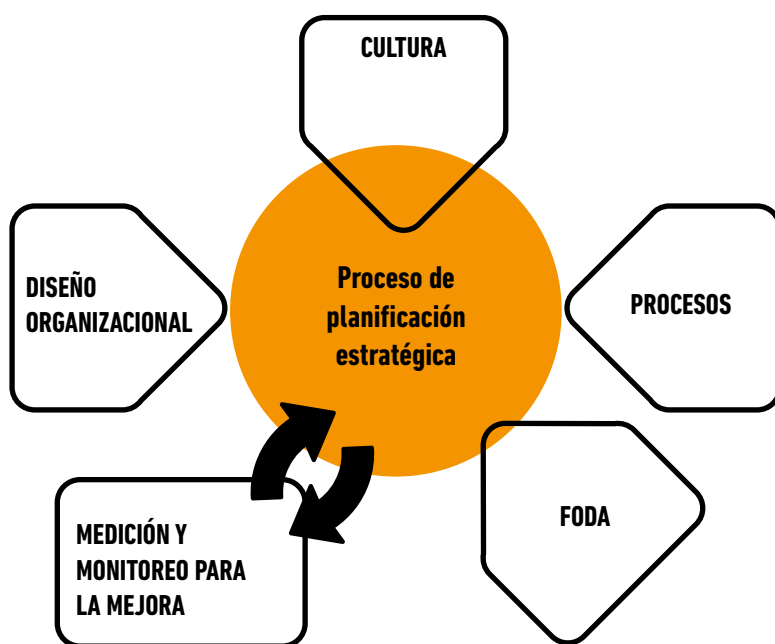 CULTURA
DISEÑO
ORGANIZACIONAL
Proceso de
planificación
estratégica
PROCESOS
MEDICIÓN Y
MONITOREO PARA
LA MEJORA
FODA